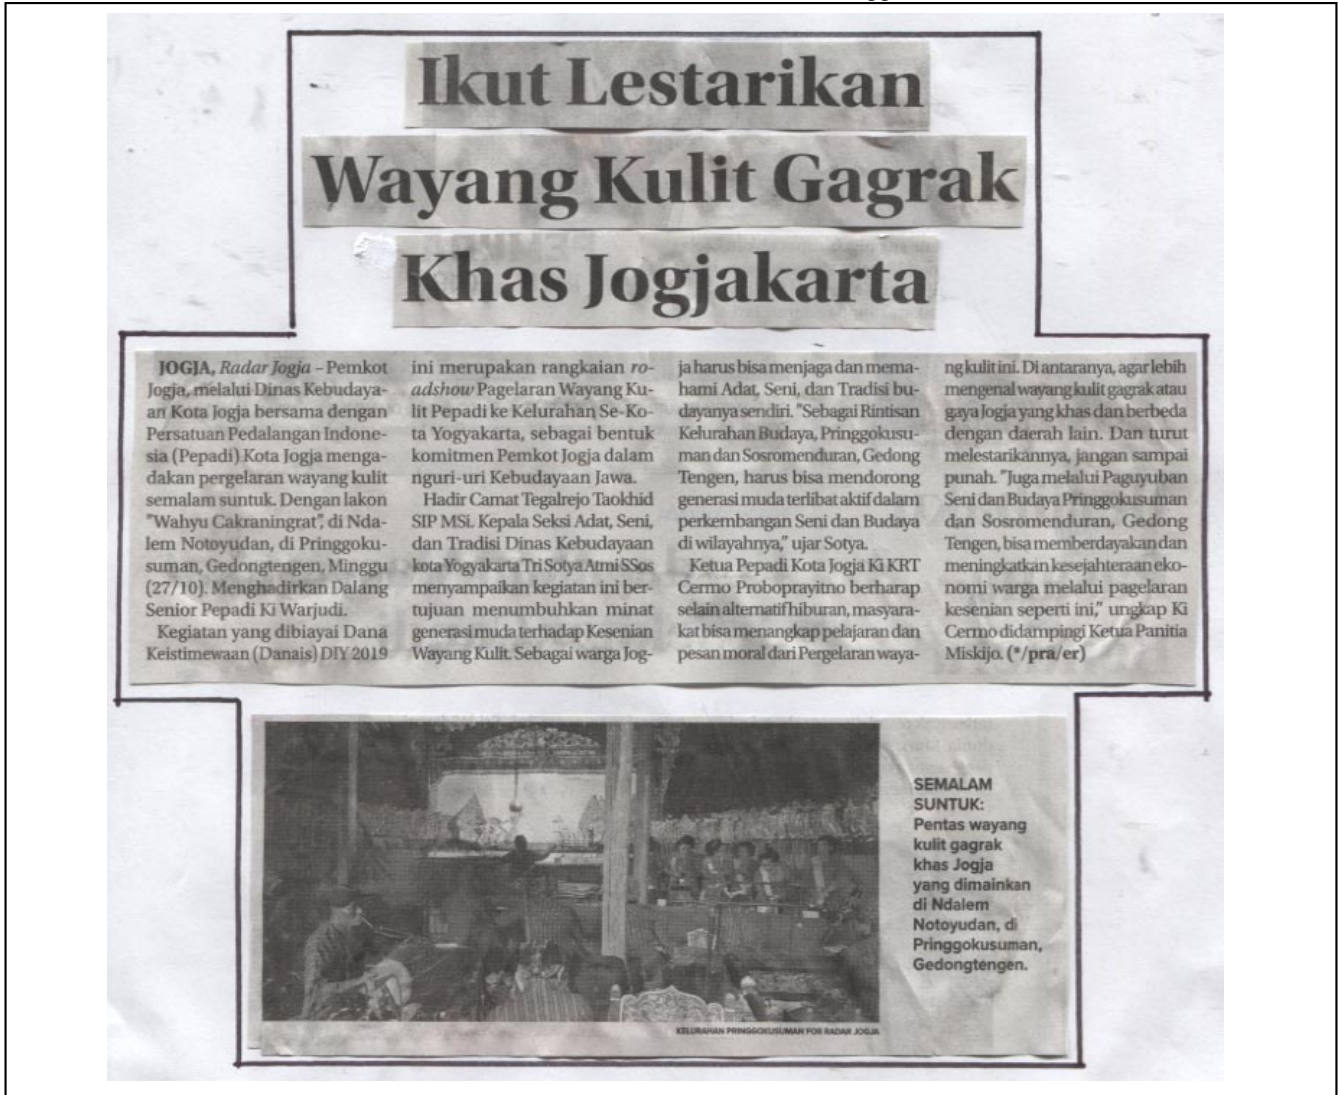 Ikut Lestarikan
Wayang Kulit Gagrak
Khas Jogjakarta
JOGJA, Radar Jogja – Pemkot
Jogja, melalui Dinas Kebudaya-
an Kota Jogja bersama dengan
Persatuan Pedalangan Indone-
sia (Pepadi) Kota Jogja menga-
dakan pergelaran wayang kulit
semalam suntuk. Dengan lakon
"Wahyu Cakraningrat", di Nda-
lem Notoyudan, di Pringgoku-
suman, Gedongtengen, Minggu
(27/10). Menghadirkan Dalang
Senior Pepadi Ki Warjudi.
Kegiatan yang dibiayai Dana
Keistimewaan (Danais) DIY 2019
ini merupakan rangkaian ro-
adshow Pagelaran Wayang Ku-
lit Pepadi ke Kelurahan Se-Ko-
ta Yogyakarta, sebagai bentuk
komitmen Pemkot Jogja dalam
nguri-uri Kebudayaan Jawa.
Hadir Camat Tegalrejo Taokhid
SIP MSi. Kepala Seksi Adat, Seni,
dan Tradisi Dinas Kebudayaan
kota Yogyakarta Tri Sotya Atmi SSos
menyampaikan kegiatan ini ber-
tujuan menumbuhkan minat
generasi muda terhadap Kesenian
Wayang Kulit. Sebagai warga Jog-
ja harus bisa menjaga dan mema-
hami Adat, Seni, dan Tradisi bu-
dayanya sendiri. "Sebagai Rintisan
Kelurahan Budaya, Pringgokusu-
man dan Sosromenduran, Gedong
Tengen, harus bisa mendorong
generasi muda terlibat aktif dalam
perkembangan Seni dan Budaya
di wilayahnya," ujar Sotya.
Ketua Pepadi Kota Jogja Ki KRT
Cermo Proboprayitno berharap
selain alternatif hiburan, masyara-
kat bisa menangkap pelajaran dan
pesan moral dari Pergelaran waya-
ng kulit ini. Di antaranya, agar lebih
mengenal wayang kulit gagrak atau
gaya Jogja yang khas dan berbeda
dengan daerah lain. Dan turut
melestarikannya, jangan sampai
punah. "Juga melalui Paguyuban
Seni dan Budaya Pringgokusuman
dan Sosromenduran, Gedong
Tengen, bisa memberdayakan dan
meningkatkan kesejahteraan eko-
nomi warga melalui pagelaran
kesenian seperti ini," ungkap Ki
Cermo didampingi Ketua Panitia
Miskijo. (*/pra/er)
SEMALAM
SUNTUK:
Pentas wayang
kulit gagrak
khas Jogja
yang dimainkan
di Ndalem
Notoyudan, di
Pringgokusuman,
Gedongtengen.
KELURAHAN PRINGGOKUSUMAN FOR RADAR JOGJA